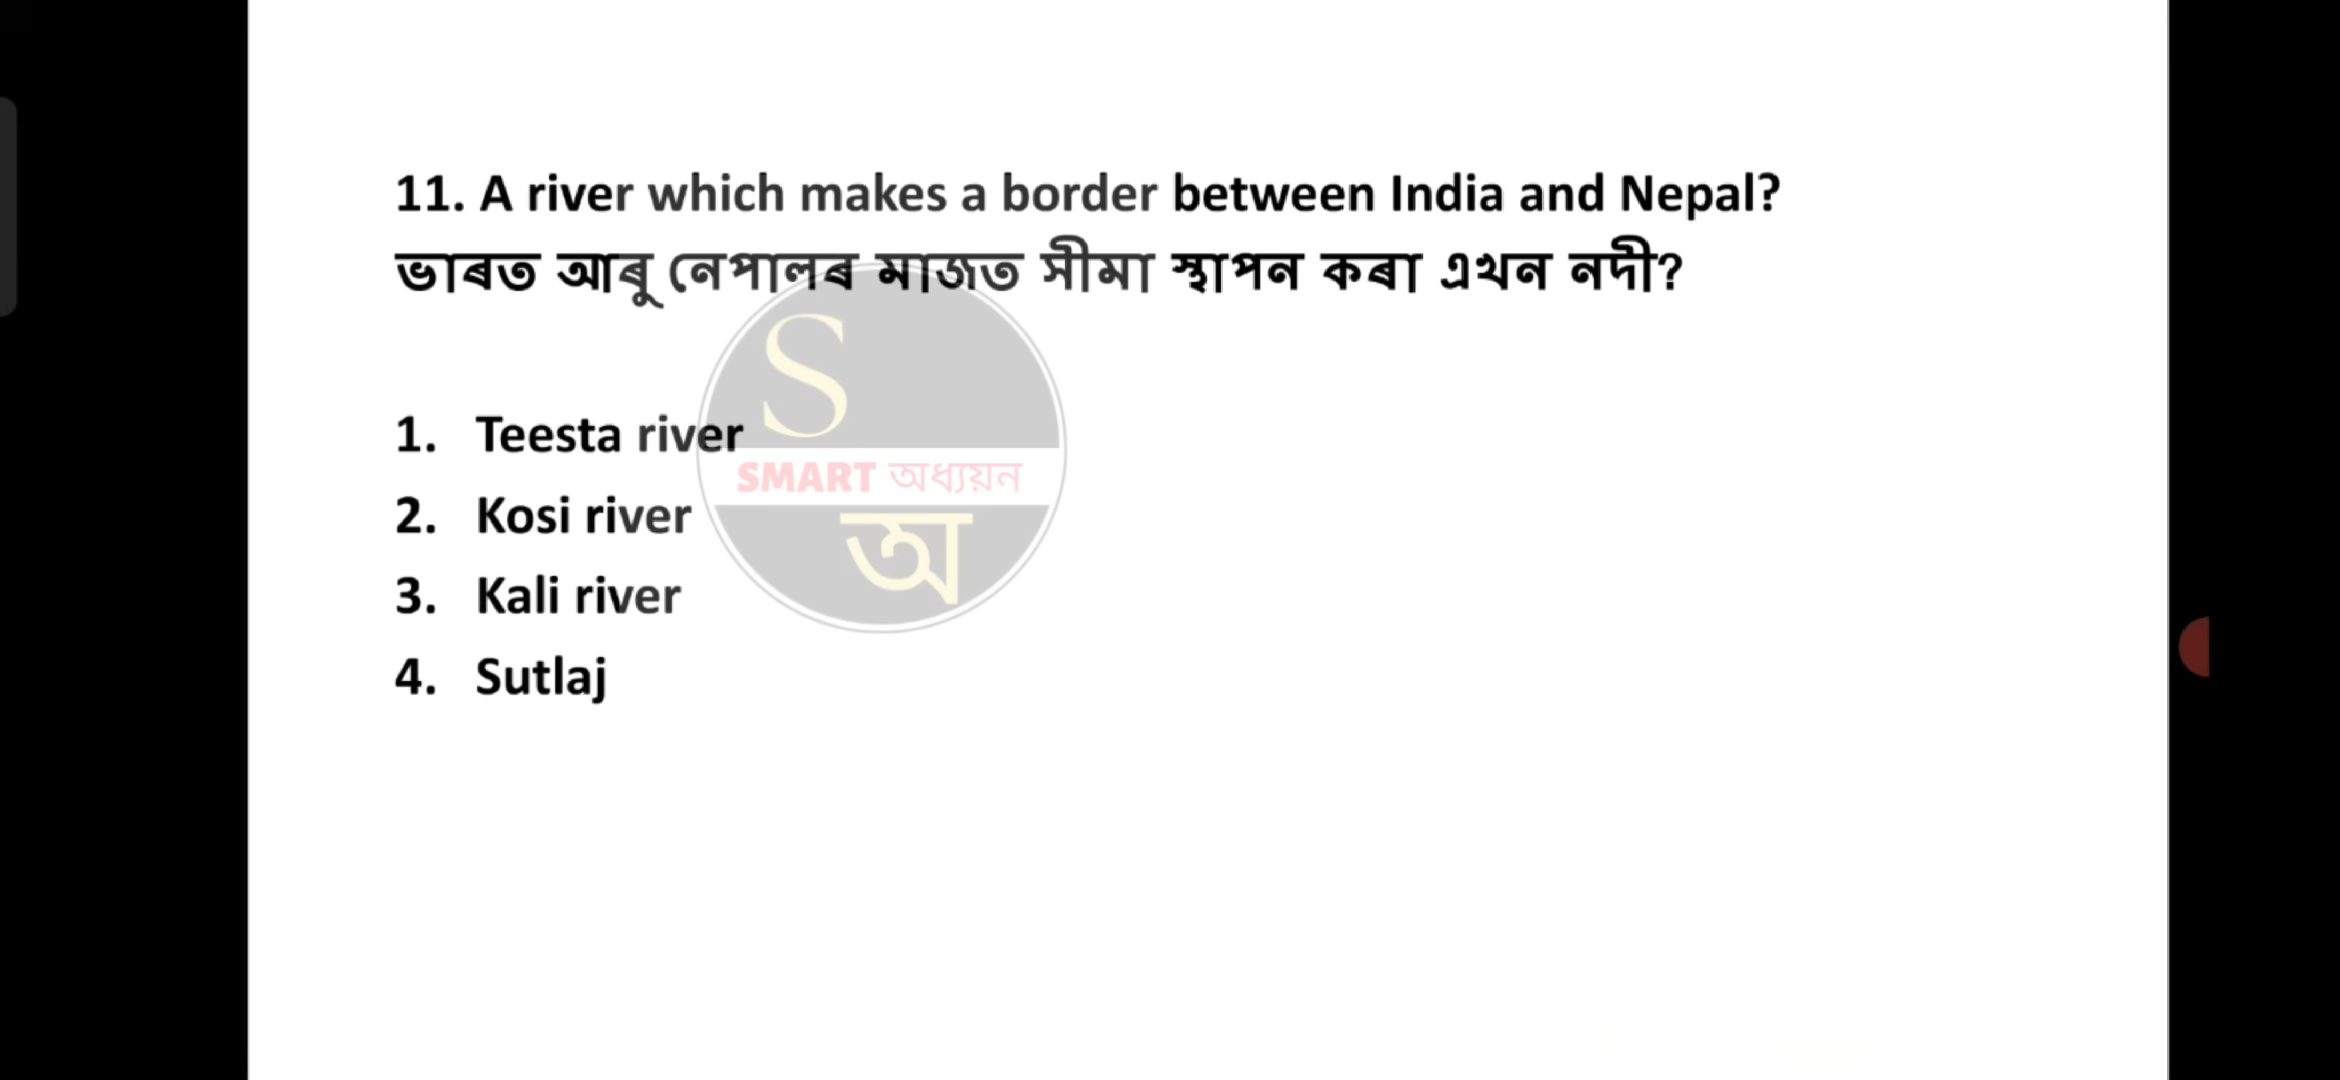 11. A river which makes a border between India and Nepal?
ভাৰত আৰু নেপালৰ মাজত সীমা স্থাপন কৰা এখন নদী?
1. Teesta river
2. Kosi river
3. Kali river
4. Sutlaj
S
SMART অধ্যয়ন
অ